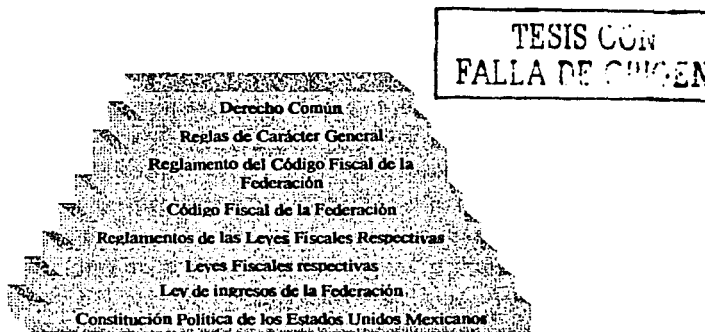 TESIS CON
FALLA DE ORIGEN
Derecho Común
Reglas de Carácter General
Reglamento del Código Fiscal de la
Federación
Código Fiscal de la Federación
Reglamentos de las Leyes Fiscales Respectivas
Leyes Fiscales respectivas
Ley de ingresos de la Federación
Constitución Política de los Estados Unidos Mexicanos